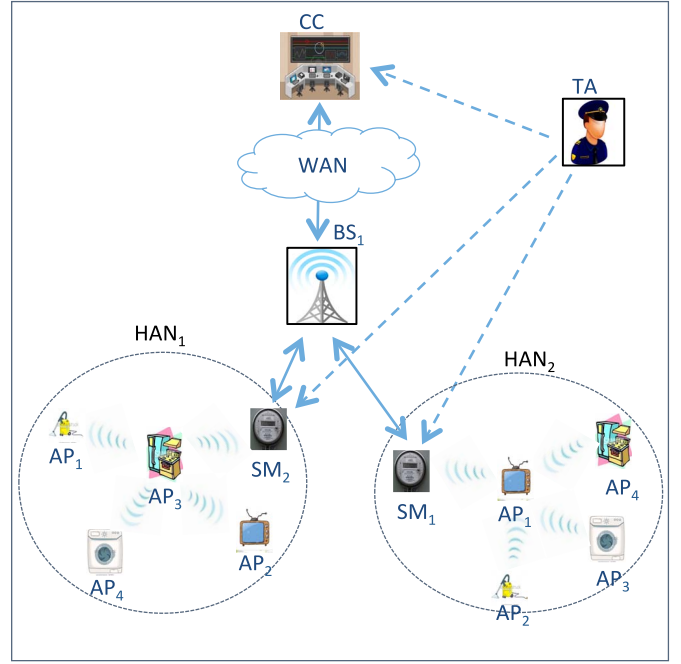 CC
TA
WAN
BS₁
HAN₁
HAN₂
AP₁
SM₂
AP₃
AP₄
SM₁
AP₁
AP₂
AP₃
AP₄
AP₂